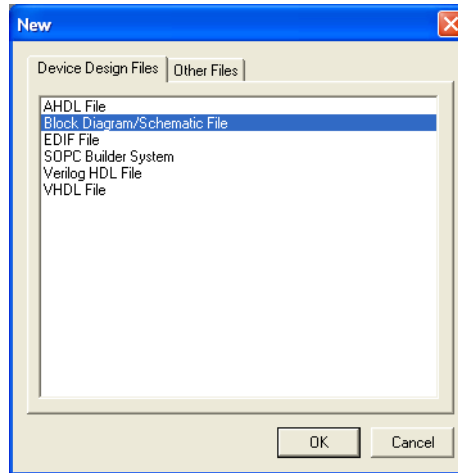 New
Device Design Files Other Files
AHDL File
Block Diagram/Schematic File
EDIF File
SOPC Builder System
Verilog HDL File
VHDL File
OK Cancel